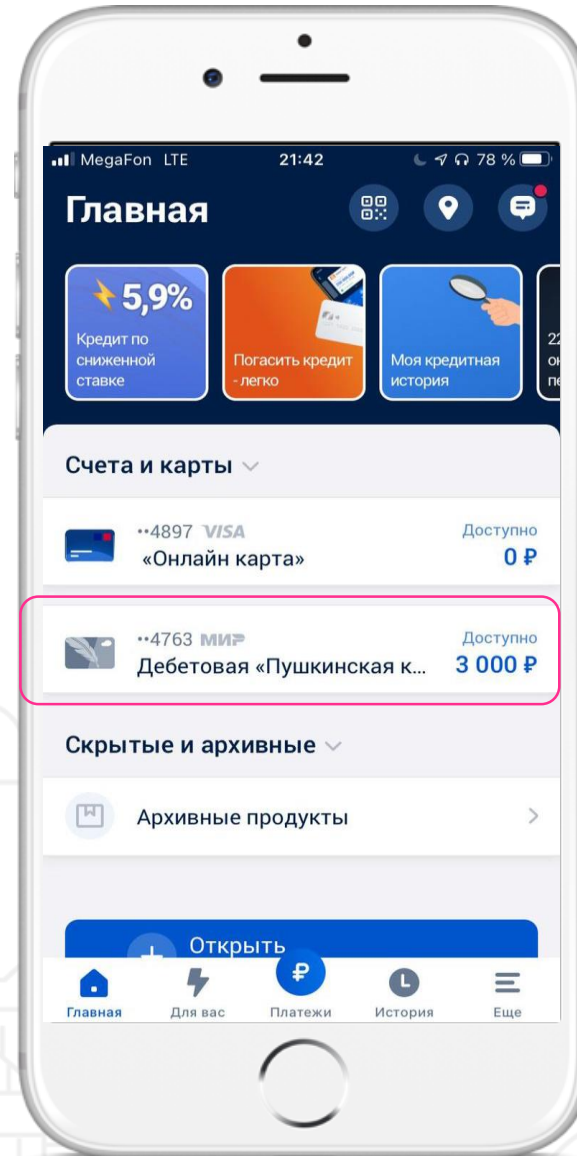 MegaFon LTE 21:42 78 %
Главная
5,9%
Кредит по
сниженной
ставке
Погасить кредит
- легко
Моя кредитная
история
Счета и карты
··4897 VISA Доступно
«Онлайн карта» 0 ₽
··4763 МИР Доступно
Дебетовая «Пушкинская к... 3 000 ₽
Скрытые и архивные
Архивные продукты
Открыть
Главная Для вас Платежи История Еще